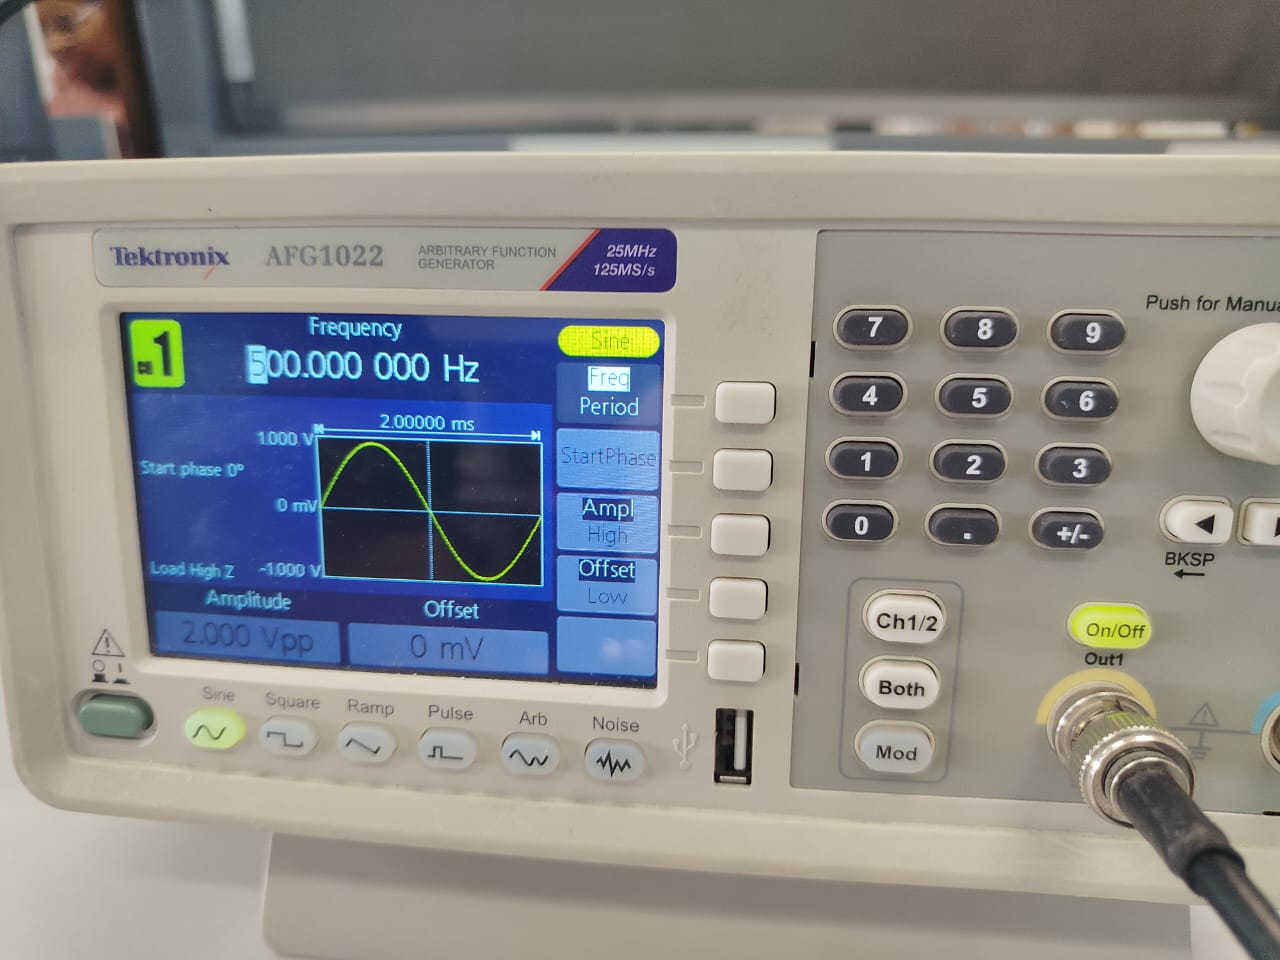 Tektronix AFG1022 ARBITRARY FUNCTION GENERATOR
25MHz
125MS/s
Push for Manua
CH 1
Frequency
500.000 000 Hz
Sine
Freq
Period
StartPhase
Ampl
High
Offset
Low
2.00000 ms
1.000 V
Start phase 0°
0 mV
Load High Z
-1.000 V
Amplitude
2.000 Vpp
Offset
0 mV
Sine
Square
Ramp
Pulse
Arb
Noise
7 8 9
4 5 6
1 2 3
0 . +/-
BKSP
Ch1/2
Both
Mod
On/Off
Out1